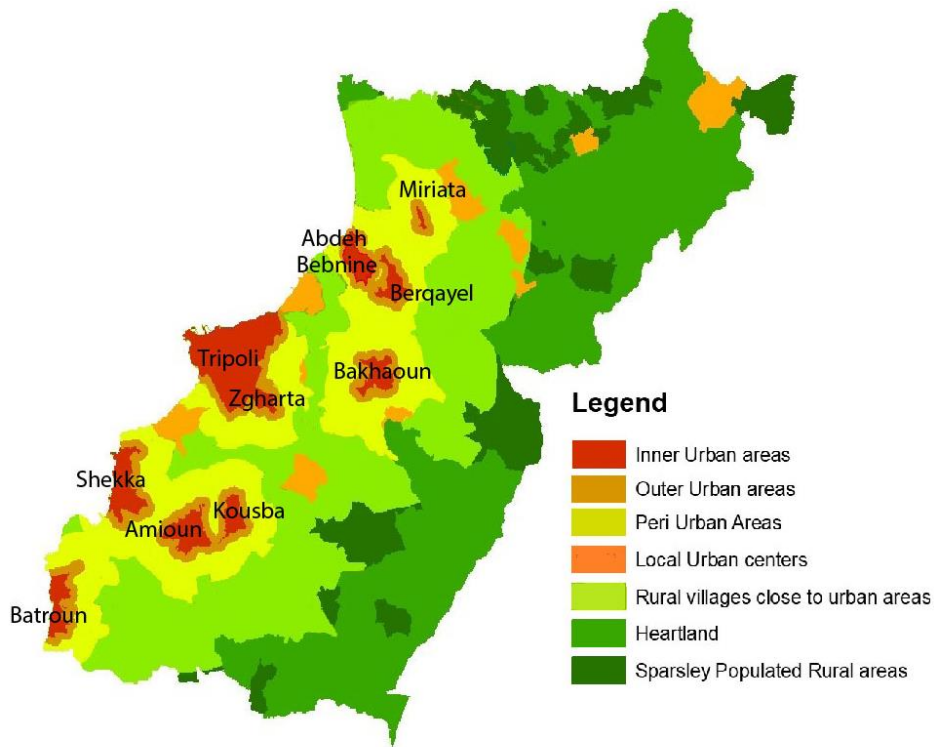 Miriata
Abdeh
Bebnine
Berqayel
Tripoli
Bakhaoun
Zgharta
Shekka
Kousba
Amioun
Batroun
Legend
Inner Urban areas
Outer Urban areas
Peri Urban Areas
Local Urban centers
Rural villages close to urban areas
Heartland
Sparsley Populated Rural areas